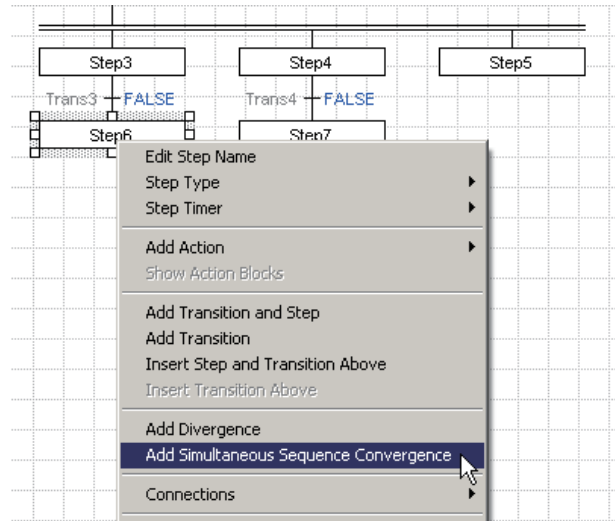 Step3 Step4 Step5
Trans3 FALSE Trans4 FALSE
Step6 Step7
Edit Step Name
Step Type
Step Timer
Add Action
Show Action Blocks
Add Transition and Step
Add Transition
Insert Step and Transition Above
Insert Transition Above
Add Divergence
Add Simultaneous Sequence Convergence
Connections